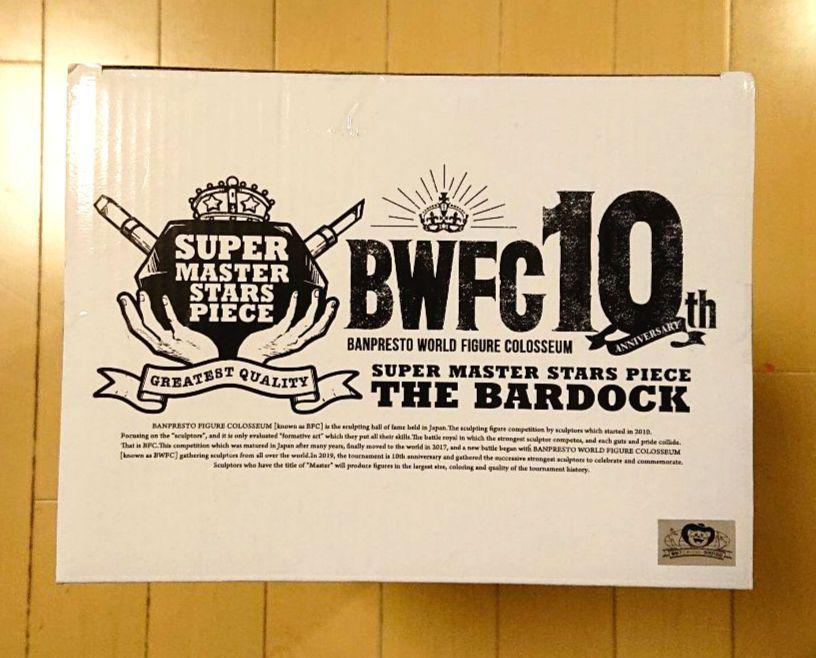 SUPER
MASTER
STARS
PIECE
GREATEST QUALITY
BWFC10th
ANNIVERSARY
BANPRESTO WORLD FIGURE COLOSSEUM
SUPER MASTER STARS PIECE
THE BARDOCK
BANPRESTO FIGURE COLOSSEUM [known as BFC] is the sculpting hall of fame held in Japan.The sculpting figure competition by sculptors which started in 2010.
Focusing on the "sculptors", and it is only evaluated "formative art" which they put all their skills.The battle royal in which the strongest sculptor competes, and each guts and pride collide.
That is BFC.This competition which was matured in Japan after many years, finally moved to the world in 2017, and a new battle began with BANPRESTO WORLD FIGURE COLOSSEUM
[known as BWFC] gathering sculptors from all over the world.In 2019, the tournament is 10th anniversary and gathered the successive strongest sculptors to celebrate and commemorate.
Sculptors who have the title of "Master" will produce figures in the largest size, coloring and quality of the tournament history.